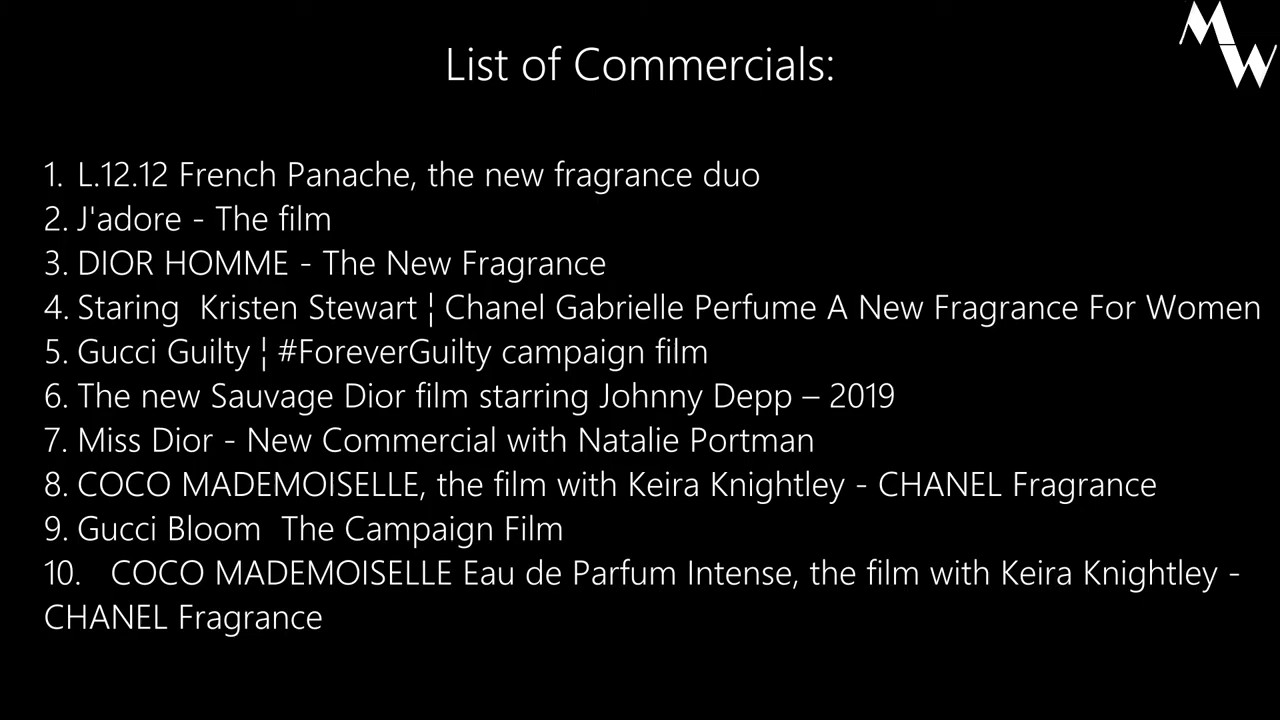 MW
List of Commercials:
1. L.12.12 French Panache, the new fragrance duo
2. J'adore - The film
3. DIOR HOMME - The New Fragrance
4. Staring  Kristen Stewart ¦ Chanel Gabrielle Perfume A New Fragrance For Women
5. Gucci Guilty ¦ #ForeverGuilty campaign film
6. The new Sauvage Dior film starring Johnny Depp – 2019
7. Miss Dior - New Commercial with Natalie Portman
8. COCO MADEMOISELLE, the film with Keira Knightley - CHANEL Fragrance
9. Gucci Bloom  The Campaign Film
10.   COCO MADEMOISELLE Eau de Parfum Intense, the film with Keira Knightley -
CHANEL Fragrance